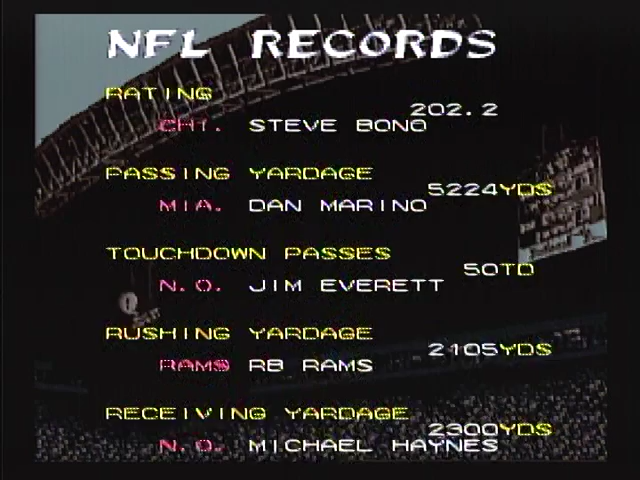 NFL RECORDS
RATING
202.2
CHI. STEVE BONO
PASSING YARDAGE
5224YDS
MIA. DAN MARINO
TOUCHDOWN PASSES
50TD
N.O. JIM EVERETT
RUSHING YARDAGE
2105YDS
RAMS RB RAMS
RECEIVING YARDAGE
2300YDS
N.O. MICHAEL HAYNES